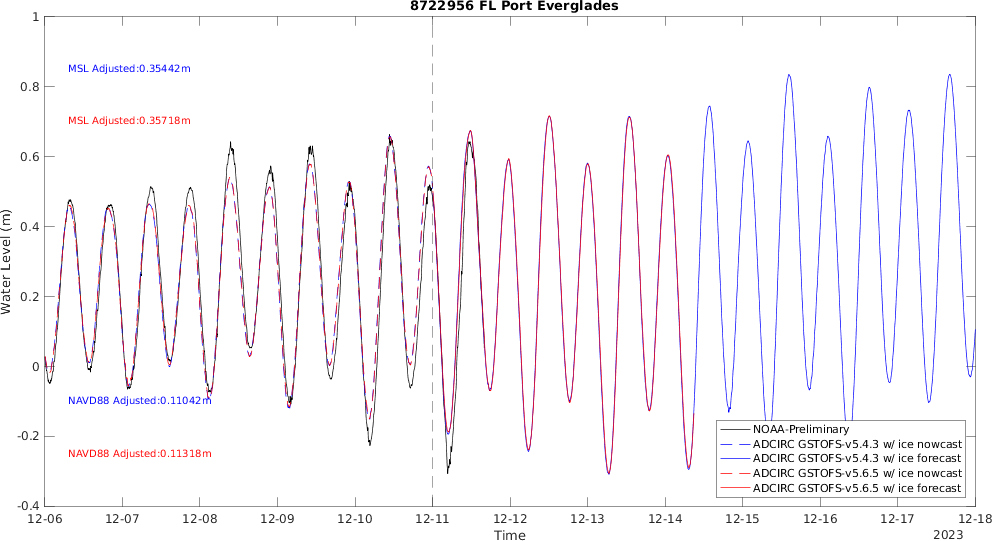 8722956 FL Port Everglades
1
0.8
0.6
0.4
0.2
0
-0.2
-0.4
Water Level (m)
MSL Adjusted:0.35442m
MSL Adjusted:0.35718m
NAVD88 Adjusted:0.11042m
NAVD88 Adjusted:0.11318m
NOAA-Preliminary
ADCIRC GSTOFS-v5.4.3 w/ ice nowcast
ADCIRC GSTOFS-v5.4.3 w/ ice forecast
ADCIRC GSTOFS-v5.6.5 w/ ice nowcast
ADCIRC GSTOFS-v5.6.5 w/ ice forecast
12-06 12-07 12-08 12-09 12-10 12-11 12-12 12-13 12-14 12-15 12-16 12-17 12-18
Time
2023